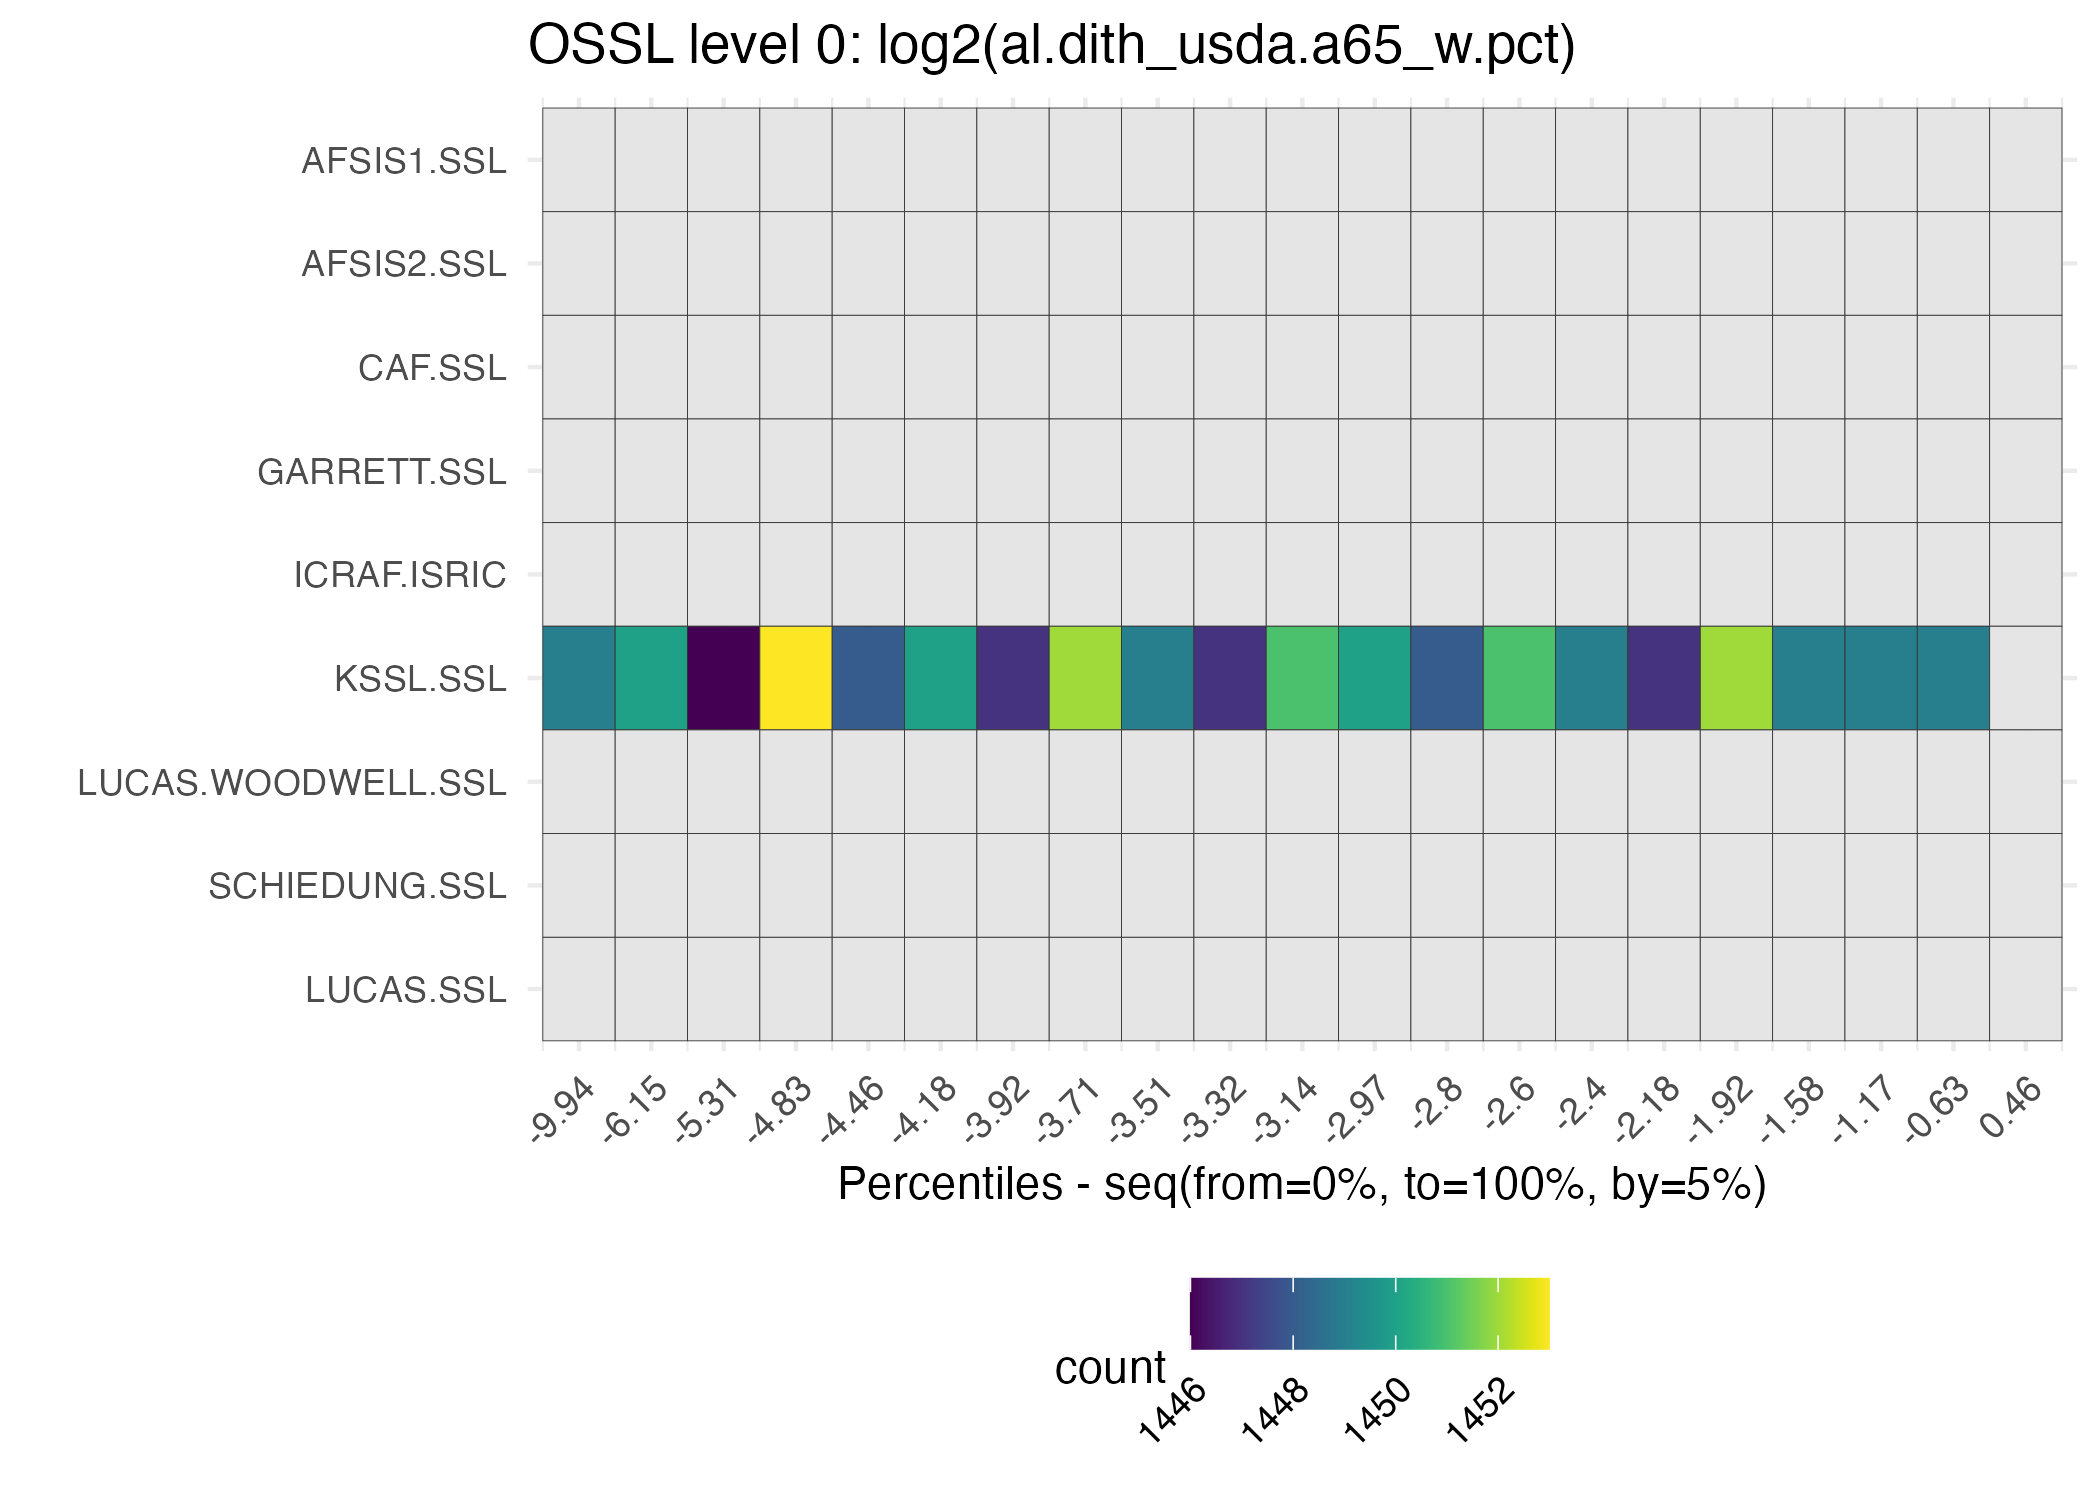 OSSL level 0: log2(al.dith_usda.a65_w.pct)
AFSIS1.SSL
AFSIS2.SSL
CAF.SSL
GARRETT.SSL
ICRAF.ISRIC
KSSL.SSL
LUCAS.WOODWELL.SSL
SCHIEDUNG.SSL
LUCAS.SSL
-9.94 -6.15 -5.31 -4.83 -4.46 -4.18 -3.92 -3.71 -3.51 -3.32 -3.14 -2.97 -2.8 -2.6 -2.4 -2.18 -1.92 -1.58 -1.17 -0.63 0.46
Percentiles - seq(from=0%, to=100%, by=5%)
count
1446 1448 1450 1452